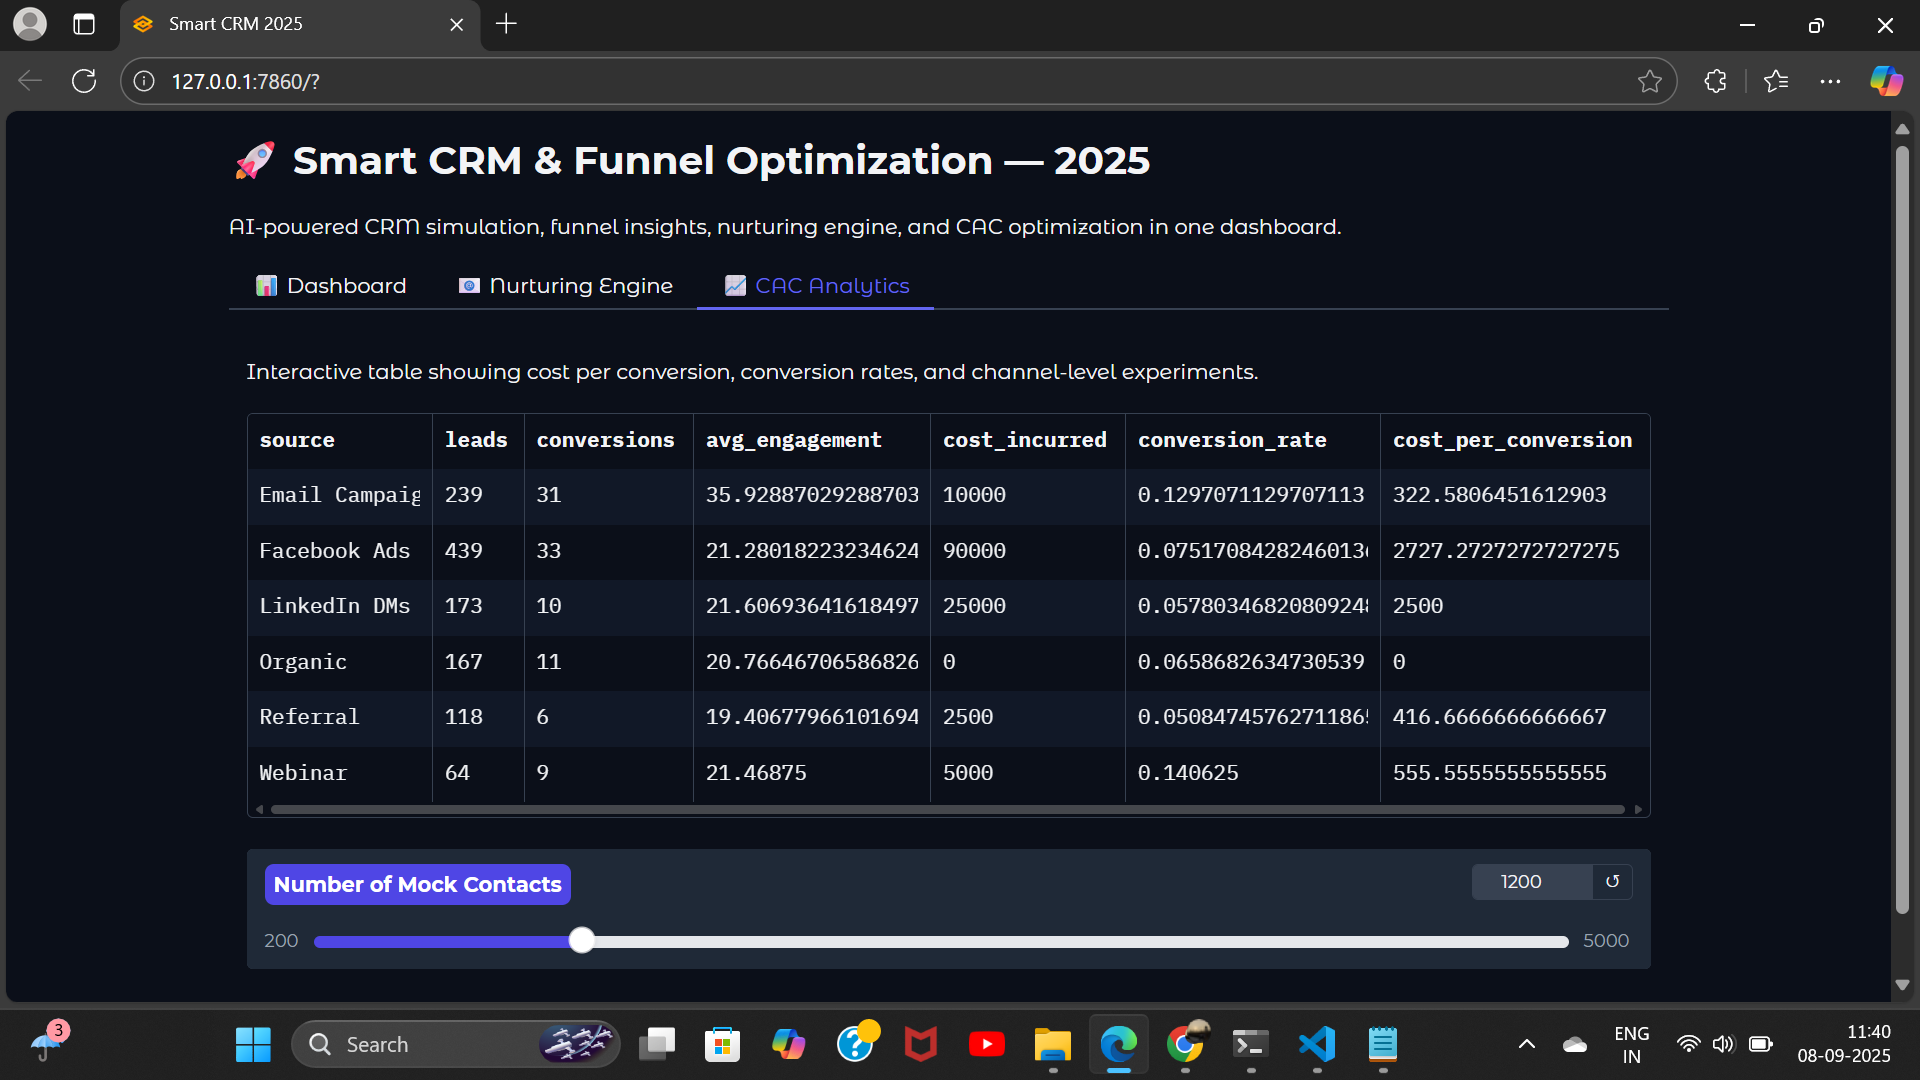 Smart CRM 2025
127.0.0.1:7860/?
🚀 Smart CRM & Funnel Optimization — 2025
AI-powered CRM simulation, funnel insights, nurturing engine, and CAC optimization in one dashboard.
Dashboard Nurturing Engine CAC Analytics
Interactive table showing cost per conversion, conversion rates, and channel-level experiments.
source leads conversions avg_engagement cost_incurred conversion_rate cost_per_conversion
Email Campaig 239 31 35.92887029288703 10000 0.1297071129707113 322.5806451612903
Facebook Ads 439 33 21.28018223234624 90000 0.0751708428246013 2727.2727272727275
LinkedIn DMs 173 10 21.60693641618497 25000 0.0578034682080924 2500
Organic 167 11 20.76646706586826 0 0.0658682634730539 0
Referral 118 6 19.40677966101694 2500 0.0508474576271186 416.6666666666667
Webinar 64 9 21.46875 5000 0.140625 555.5555555555555
Number of Mock Contacts 1200
200 5000
3
Search
ENG
IN
11:40
08-09-2025